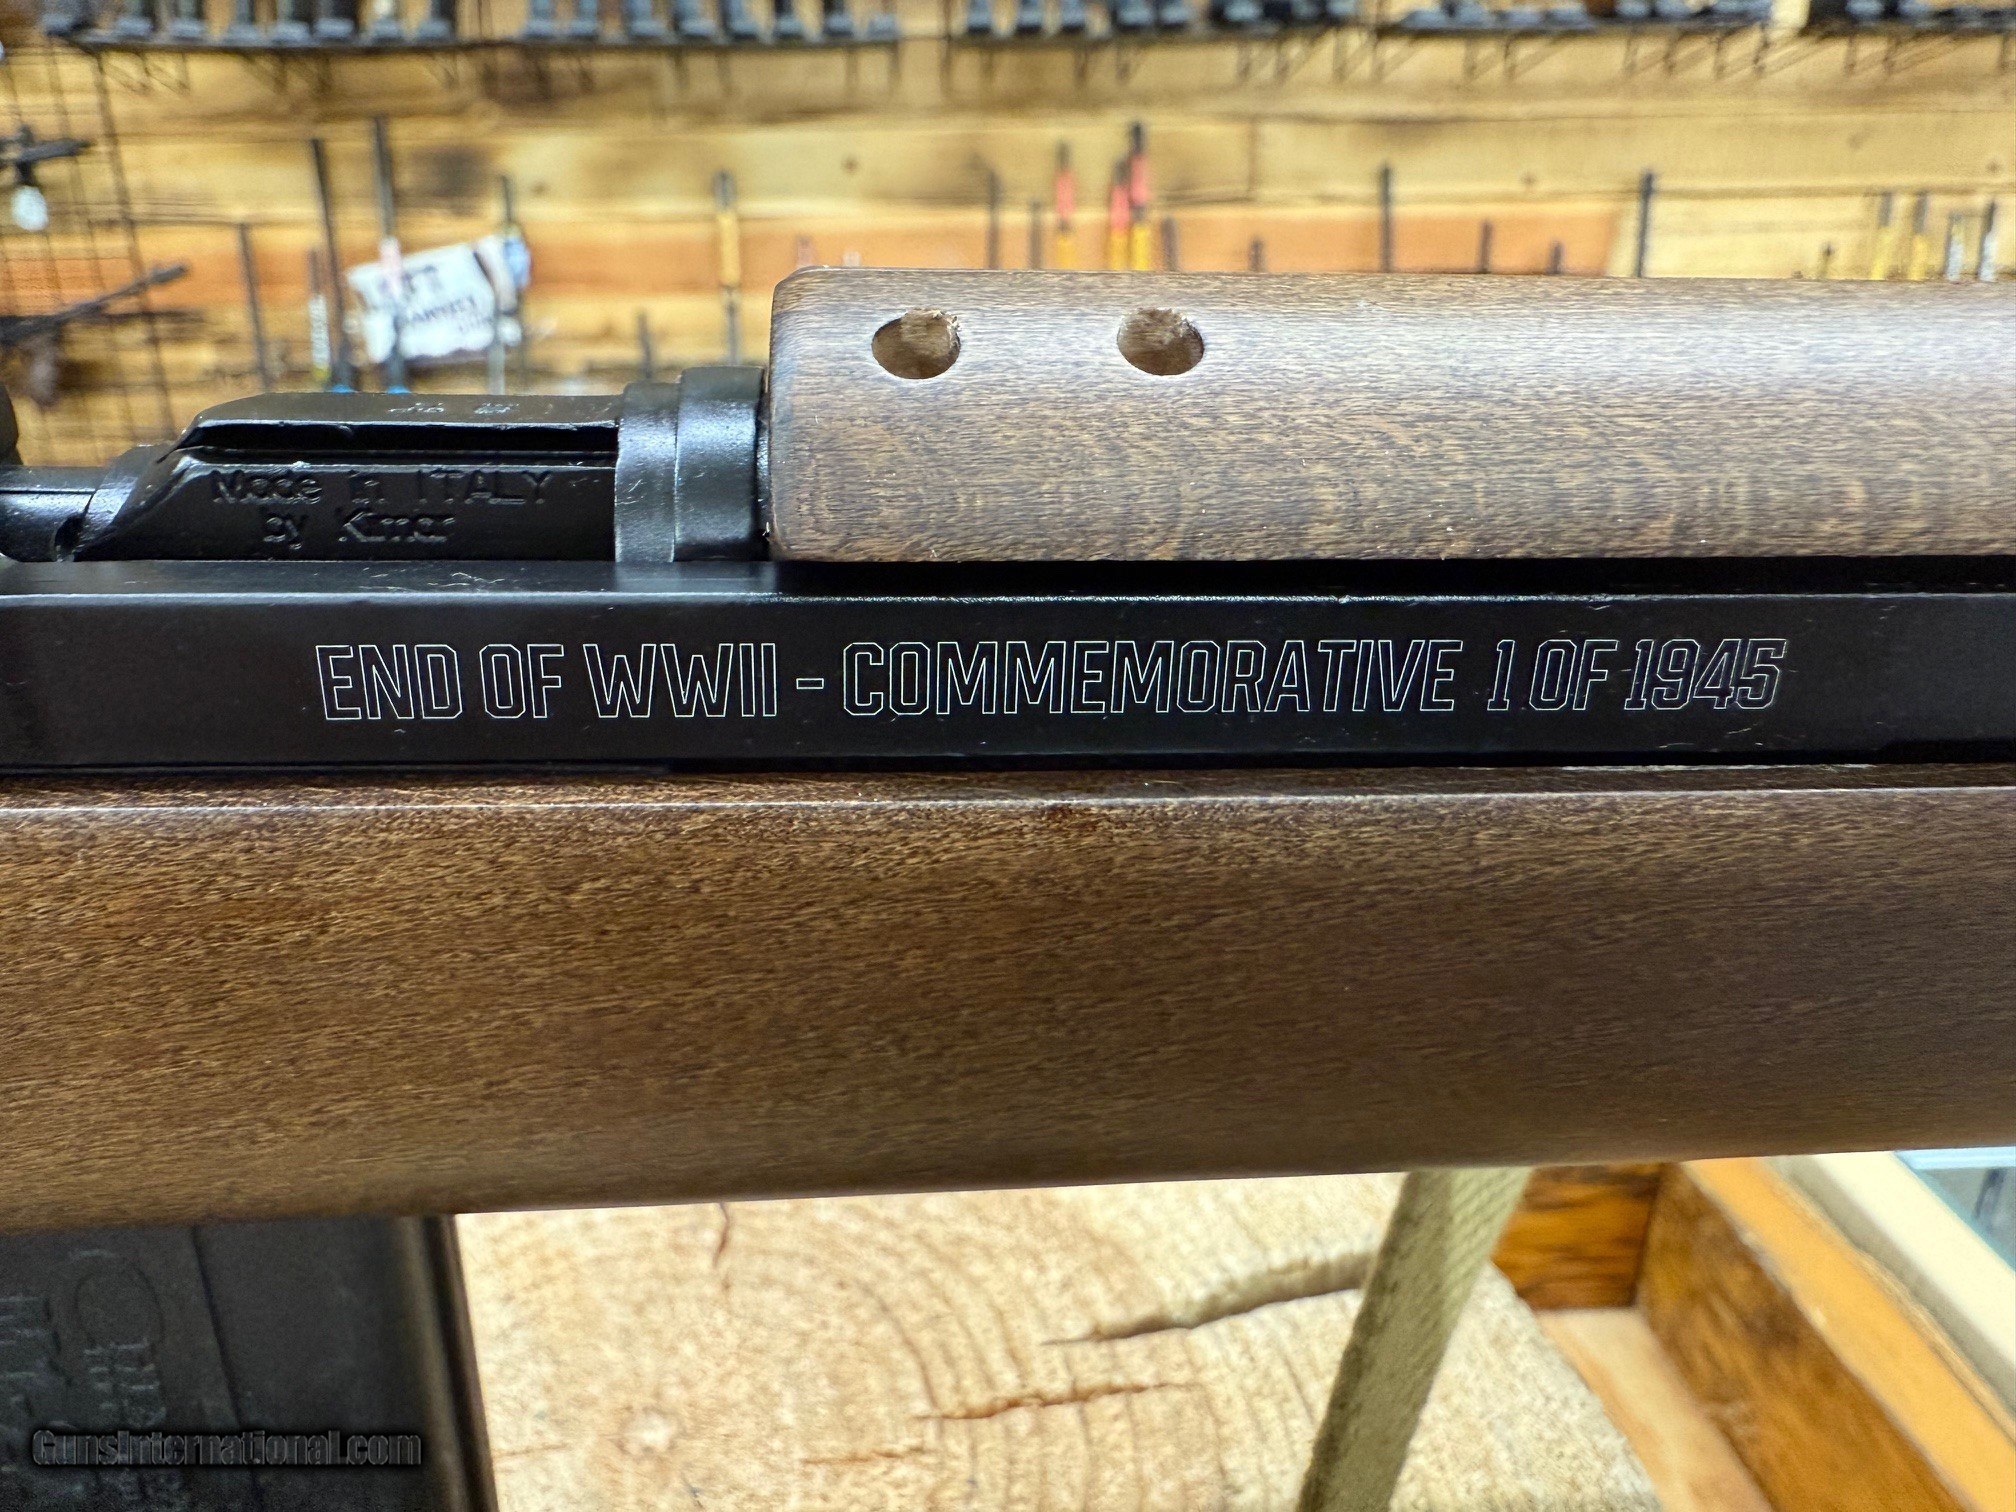 Made in ITALY
by Kimar
END OF WWII - COMMEMORATIVE 1 OF 1945
GunsInternational.com